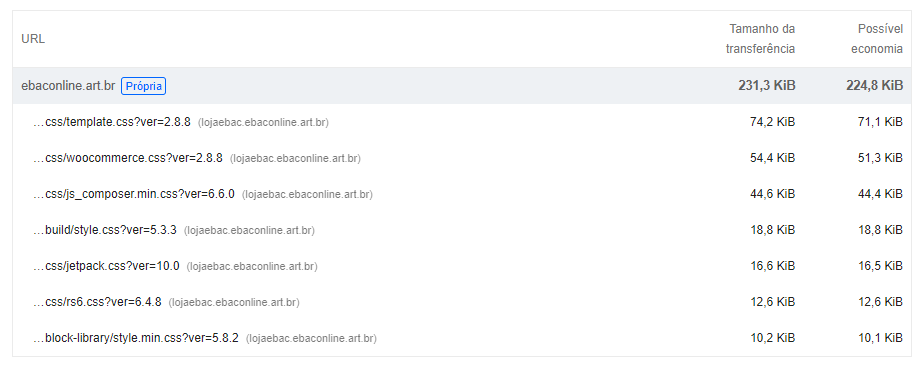 URL Tamanho da transferência Possível economia
ebaconline.art.br Própria 231,3 KiB 224,8 KiB
...css/template.css?ver=2.8.8 (lojaebac.ebaconline.art.br) 74,2 KiB 71,1 KiB
...css/woocommerce.css?ver=2.8.8 (lojaebac.ebaconline.art.br) 54,4 KiB 51,3 KiB
...css/js_composer.min.css?ver=6.6.0 (lojaebac.ebaconline.art.br) 44,6 KiB 44,4 KiB
...build/style.css?ver=5.3.3 (lojaebac.ebaconline.art.br) 18,8 KiB 18,8 KiB
...css/jetpack.css?ver=10.0 (lojaebac.ebaconline.art.br) 16,6 KiB 16,5 KiB
...css/rs6.css?ver=6.4.8 (lojaebac.ebaconline.art.br) 12,6 KiB 12,6 KiB
...block-library/style.min.css?ver=5.8.2 (lojaebac.ebaconline.art.br) 10,2 KiB 10,1 KiB